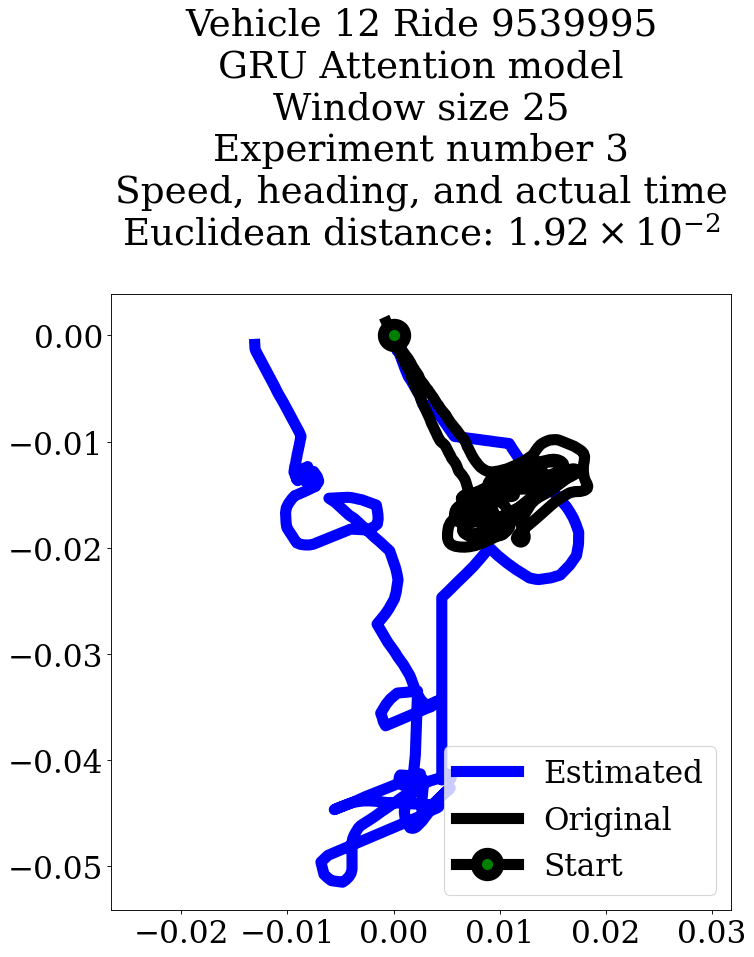 Vehicle 12 Ride 9539995
GRU Attention model
Window size 25
Experiment number 3
Speed, heading, and actual time
Euclidean distance: 1.92 × 10⁻²
0.00
−0.01
−0.02
−0.03
−0.04
−0.05
Estimated
Original
Start
−0.02 −0.01 0.00 0.01 0.02 0.03